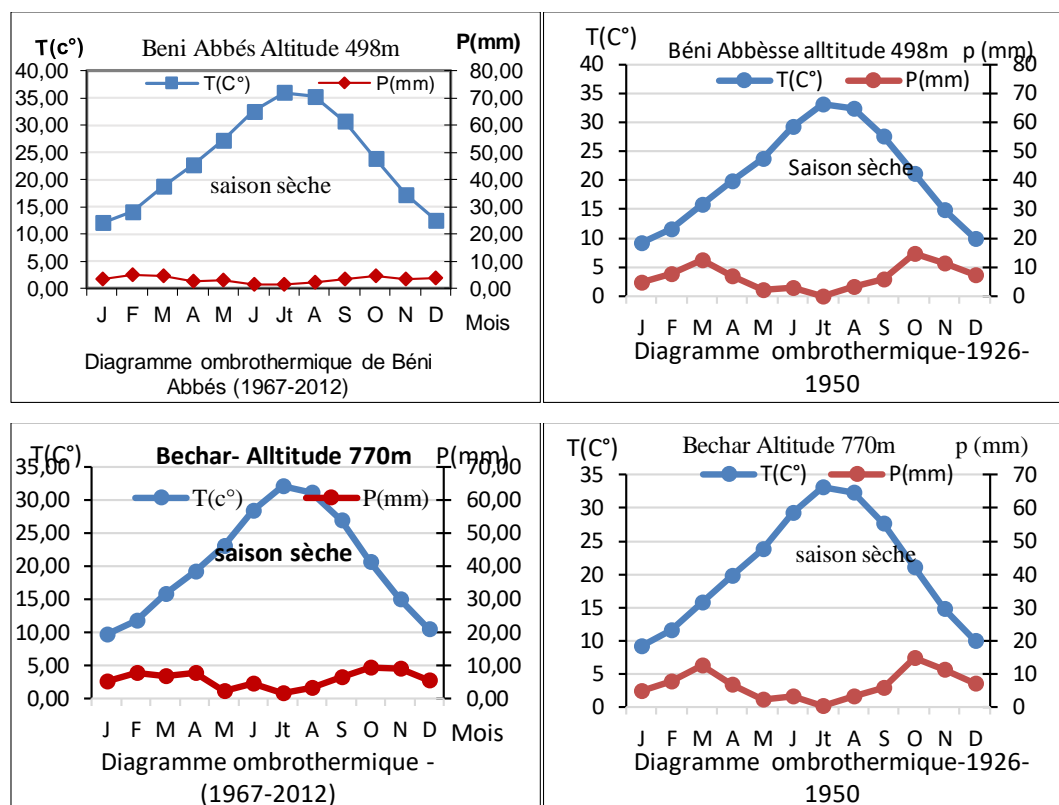 T(c°) Beni Abbés Altitude 498m P(mm)
T(C°) P(mm)
40,00 80,00
35,00 70,00
30,00 60,00
25,00 50,00
20,00 40,00
saison sèche
15,00 30,00
10,00 20,00
5,00 10,00
0,00 0,00
J F M A M J Jt A S O N D
Mois
Diagramme ombrothermique de Béni
Abbés (1967-2012)
T(C°) Béni Abbèsse alltitude 498m p (mm)
T(C°) P(mm)
40 80
35 70
30 60
25 50
Saison sèche
20 40
15 30
10 20
5 10
0 0
J F M A M J Jt A S O N D
Diagramme ombrothermique-1926-
1950
T(C°) Bechar- Alltitude 770m P(mm)
35,00 70,00
T(c°) P(mm)
30,00 60,00
25,00 50,00
saison sèche
20,00 40,00
15,00 30,00
10,00 20,00
5,00 10,00
0,00 0,00
J F M A M J Jt A S O N D Mois
Diagramme ombrothermique -
(1967-2012)
T(C°) Bechar Altitude 770m p (mm)
T(C°) P(mm)
35 70
30 60
25 50
saison sèche
20 40
15 30
10 20
5 10
0 0
J F M A M J Jt A S O N D
Diagramme ombrothermique-1926-
1950